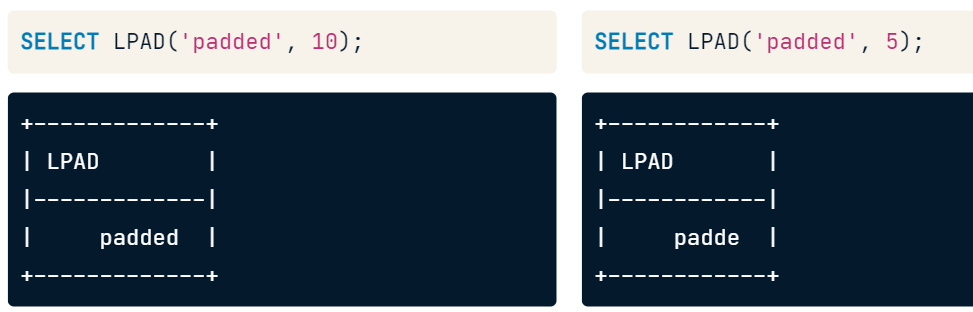 SELECT LPAD('padded', 10);
+-------------+
| LPAD        |
|-------------|
|     padded  |
+-------------+
SELECT LPAD('padded', 5);
+------------+
| LPAD       |
|------------|
|     padde  |
+------------+